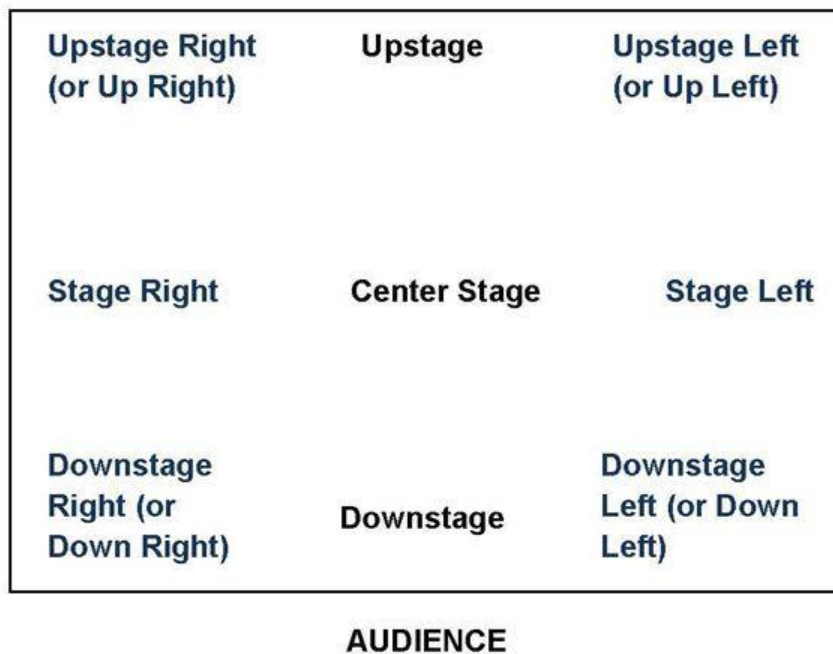 Upstage Right
(or Up Right)
Upstage
Upstage Left
(or Up Left)
Stage Right
Center Stage
Stage Left
Downstage
Right (or
Down Right)
Downstage
Downstage
Left (or Down
Left)
AUDIENCE